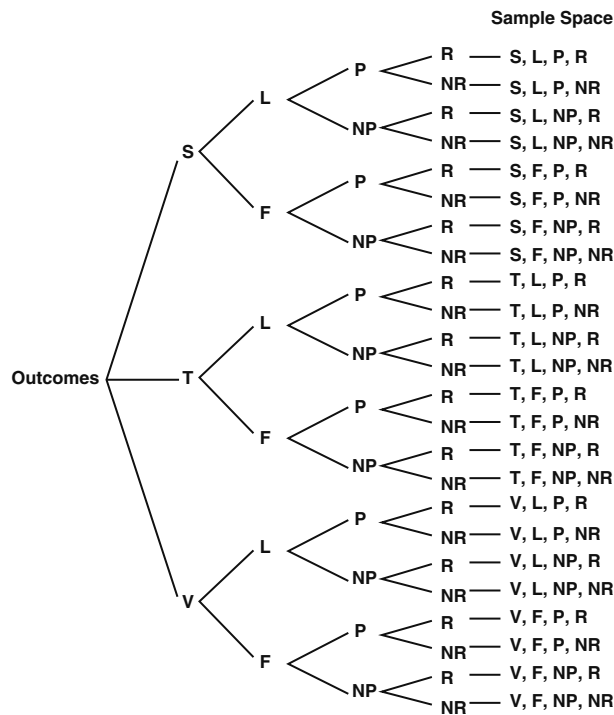 Sample Space
R S, L, P, R
P
NR S, L, P, NR
L
R S, L, NP, R
NP
NR S, L, NP, NR
S
R S, F, P, R
P
NR S, F, P, NR
F
R S, F, NP, R
NP
NR S, F, NP, NR
R T, L, P, R
P
NR T, L, P, NR
L
R T, L, NP, R
NP
NR T, L, NP, NR
Outcomes T
R T, F, P, R
P
NR T, F, P, NR
F
R T, F, NP, R
NP
NR T, F, NP, NR
R V, L, P, R
P
NR V, L, P, NR
L
R V, L, NP, R
NP
NR V, L, NP, NR
V
R V, F, P, R
P
NR V, F, P, NR
F
R V, F, NP, R
NP
NR V, F, NP, NR